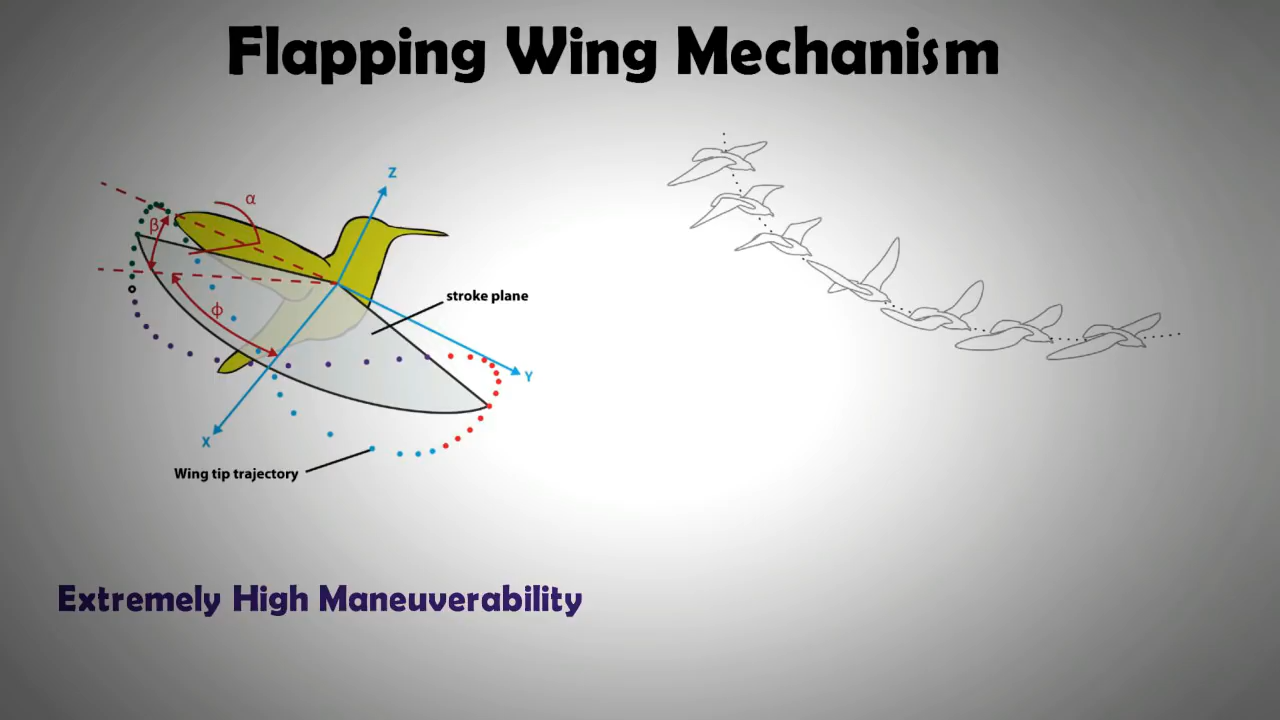 Flapping Wing Mechanism
Z
α
β
stroke plane
ϕ
Y
X
Wing tip trajectory
Extremely High Maneuverability